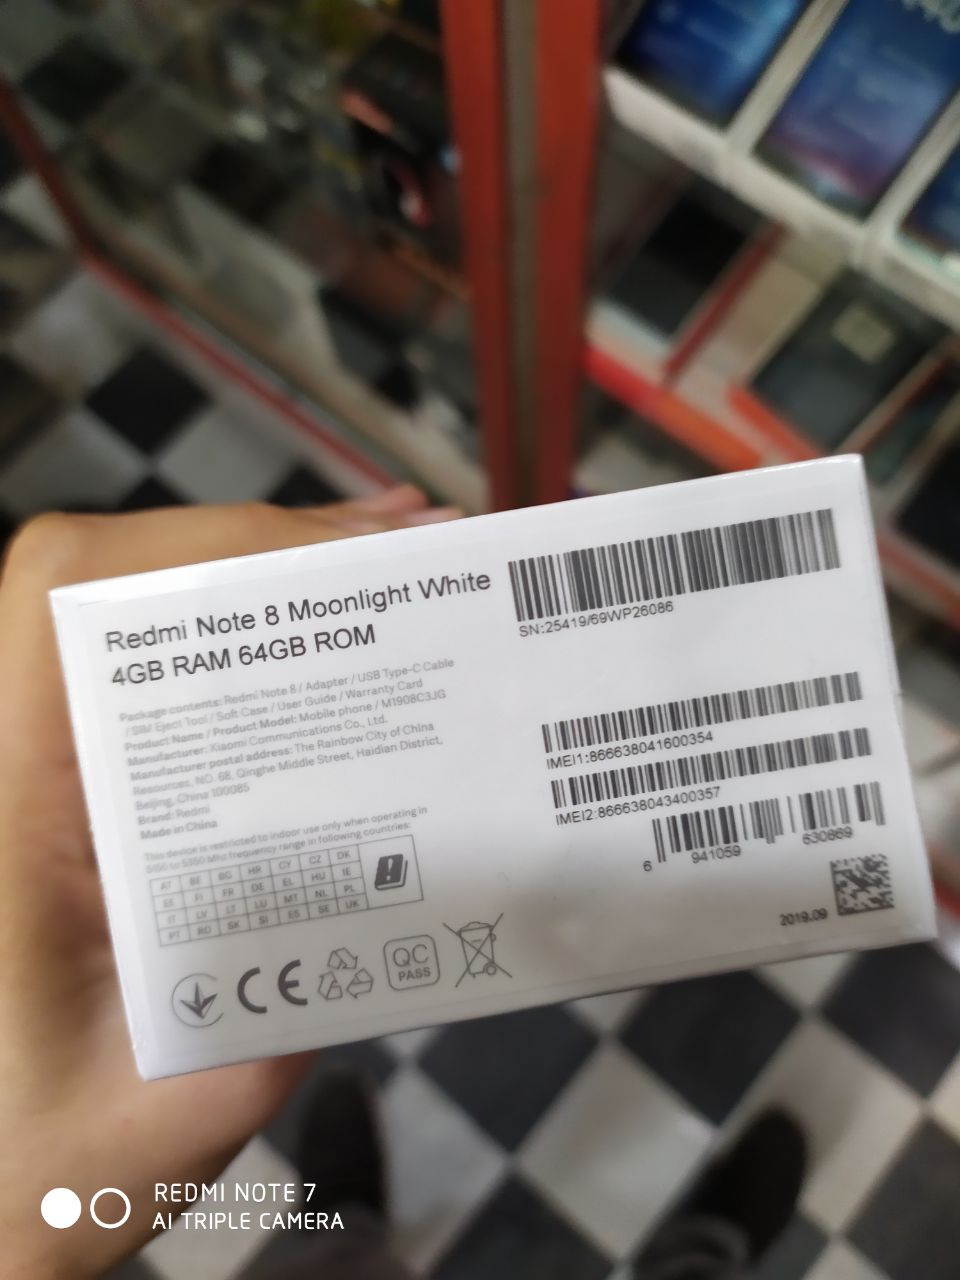 Redmi Note 8 Moonlight White
4GB RAM 64GB ROM
Package contents: Redmi Note 8 / Adapter / USB Type-C Cable
/ SIM Eject Tool / Soft Case / User Guide / Warranty Card
Product Name / Product Model: Mobile phone / M1908C3JG
Manufacturer: Xiaomi Communications Co., Ltd.
Manufacturer postal address: The Rainbow City of China
Resources, NO. 68, Qinghe Middle Street, Haidian District,
Beijing, China 100085
Brand: Redmi
Made in China
This device is restricted to indoor use only when operating in
5150 to 5350 Mhz frequency range in following countries:
AT BE BG HR CY CZ DK
EE FI FR DE EL HU IE
IT LV LT LU MT NL PL
PT RO SK SI ES SE UK
CE
QC
PASS
SN:25419/69WP26086
IMEI1:866638041600354
IMEI2:866638043400357
6 941059 630869
2019.09
REDMI NOTE 7
AI TRIPLE CAMERA